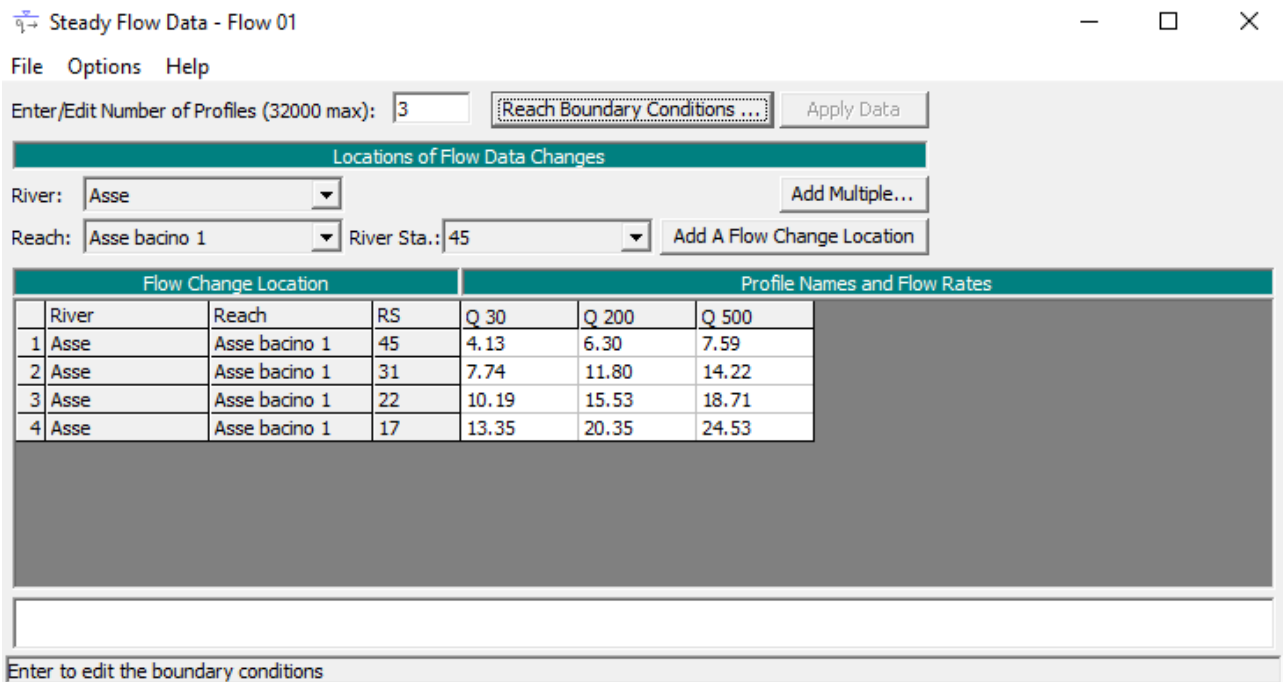 Steady Flow Data - Flow 01
File Options Help
Enter/Edit Number of Profiles (32000 max): 3 Reach Boundary Conditions ... Apply Data
Locations of Flow Data Changes
River: Asse Add Multiple...
Reach: Asse bacino 1 River Sta.: 45 Add A Flow Change Location
Flow Change Location Profile Names and Flow Rates
River Reach RS Q 30 Q 200 Q 500
1 Asse Asse bacino 1 45 4.13 6.30 7.59
2 Asse Asse bacino 1 31 7.74 11.80 14.22
3 Asse Asse bacino 1 22 10.19 15.53 18.71
4 Asse Asse bacino 1 17 13.35 20.35 24.53
Enter to edit the boundary conditions